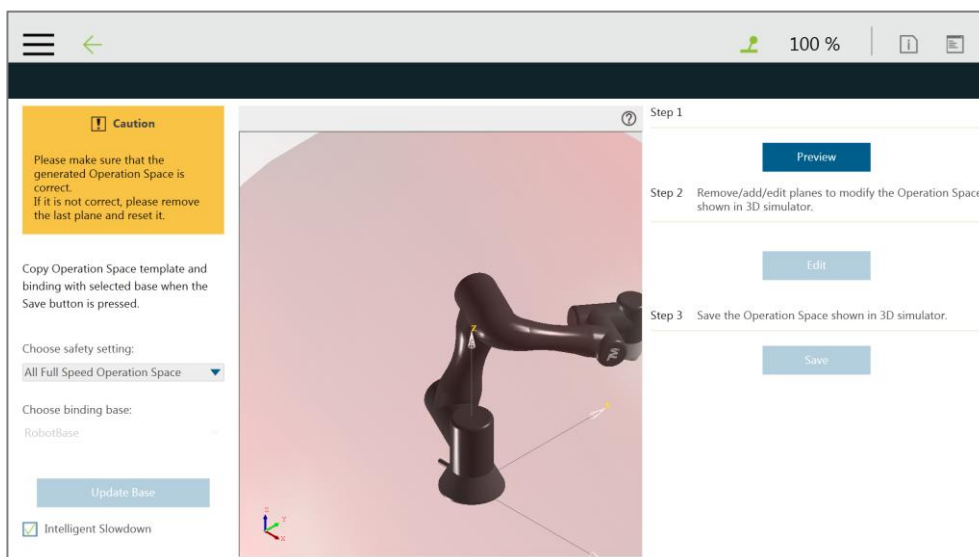 100 %
Caution
Please make sure that the
generated Operation Space is
correct.
If it is not correct, please remove
the last plane and reset it.
Copy Operation Space template and
binding with selected base when the
Save button is pressed.
Choose safety setting:
All Full Speed Operation Space
Choose binding base:
RobotBase
Update Base
Intelligent Slowdown
Z
TM
Z
Y
X
Step 1
Preview
Step 2 Remove/add/edit planes to modify the Operation Space
shown in 3D simulator.
Edit
Step 3 Save the Operation Space shown in 3D simulator.
Save